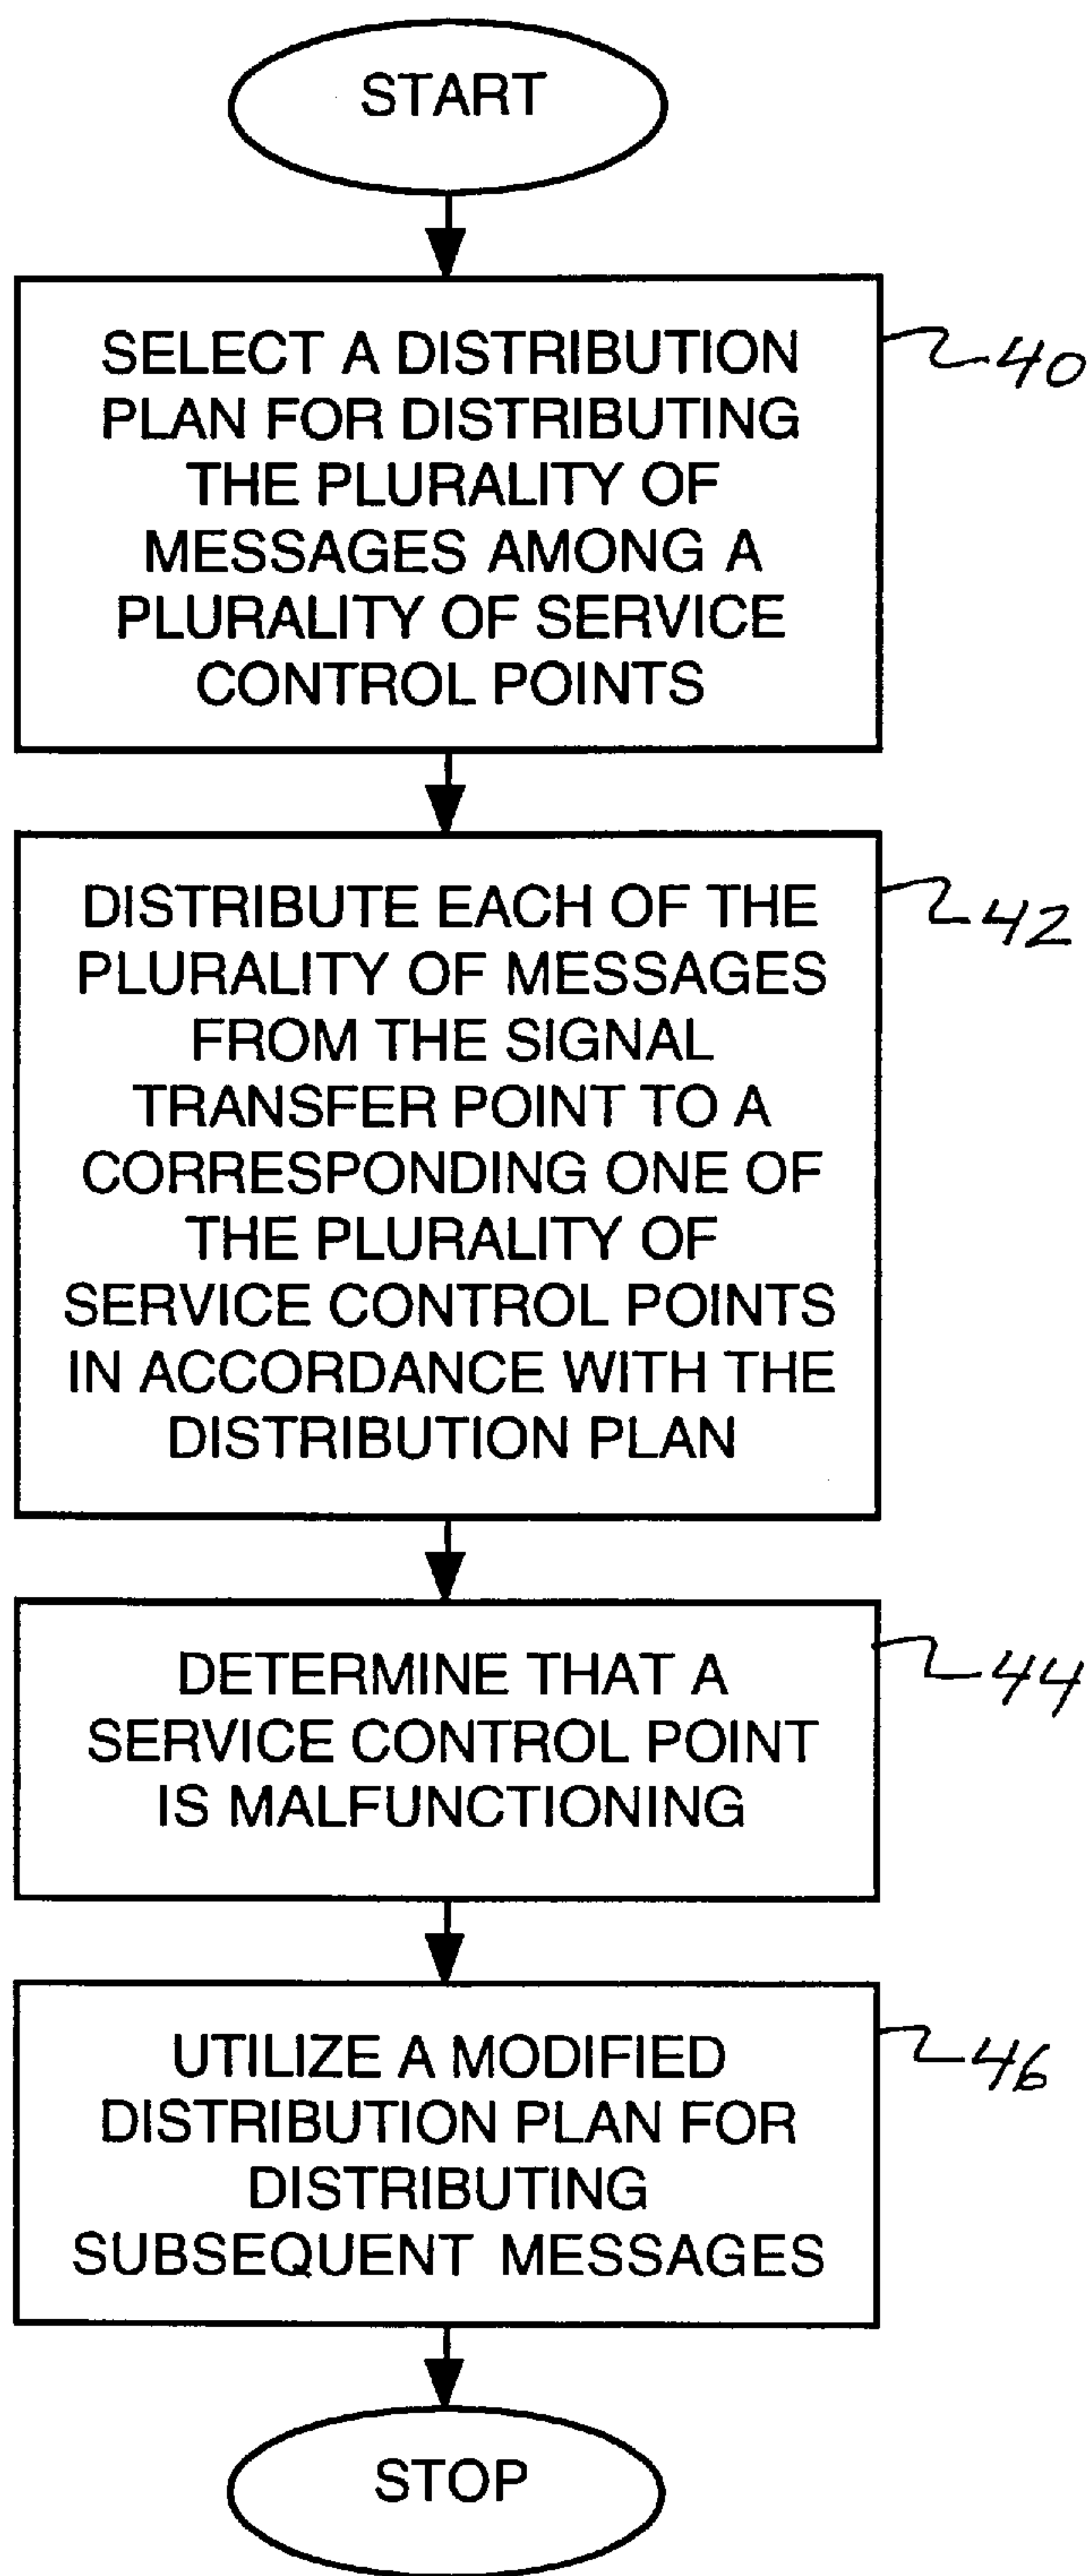 START
SELECT A DISTRIBUTION
PLAN FOR DISTRIBUTING
THE PLURALITY OF
MESSAGES AMONG A
PLURALITY OF SERVICE
CONTROL POINTS
40
DISTRIBUTE EACH OF THE
PLURALITY OF MESSAGES
FROM THE SIGNAL
TRANSFER POINT TO A
CORRESPONDING ONE OF
THE PLURALITY OF
SERVICE CONTROL POINTS
IN ACCORDANCE WITH THE
DISTRIBUTION PLAN
42
DETERMINE THAT A
SERVICE CONTROL POINT
IS MALFUNCTIONING
44
UTILIZE A MODIFIED
DISTRIBUTION PLAN FOR
DISTRIBUTING
SUBSEQUENT MESSAGES
46
STOP